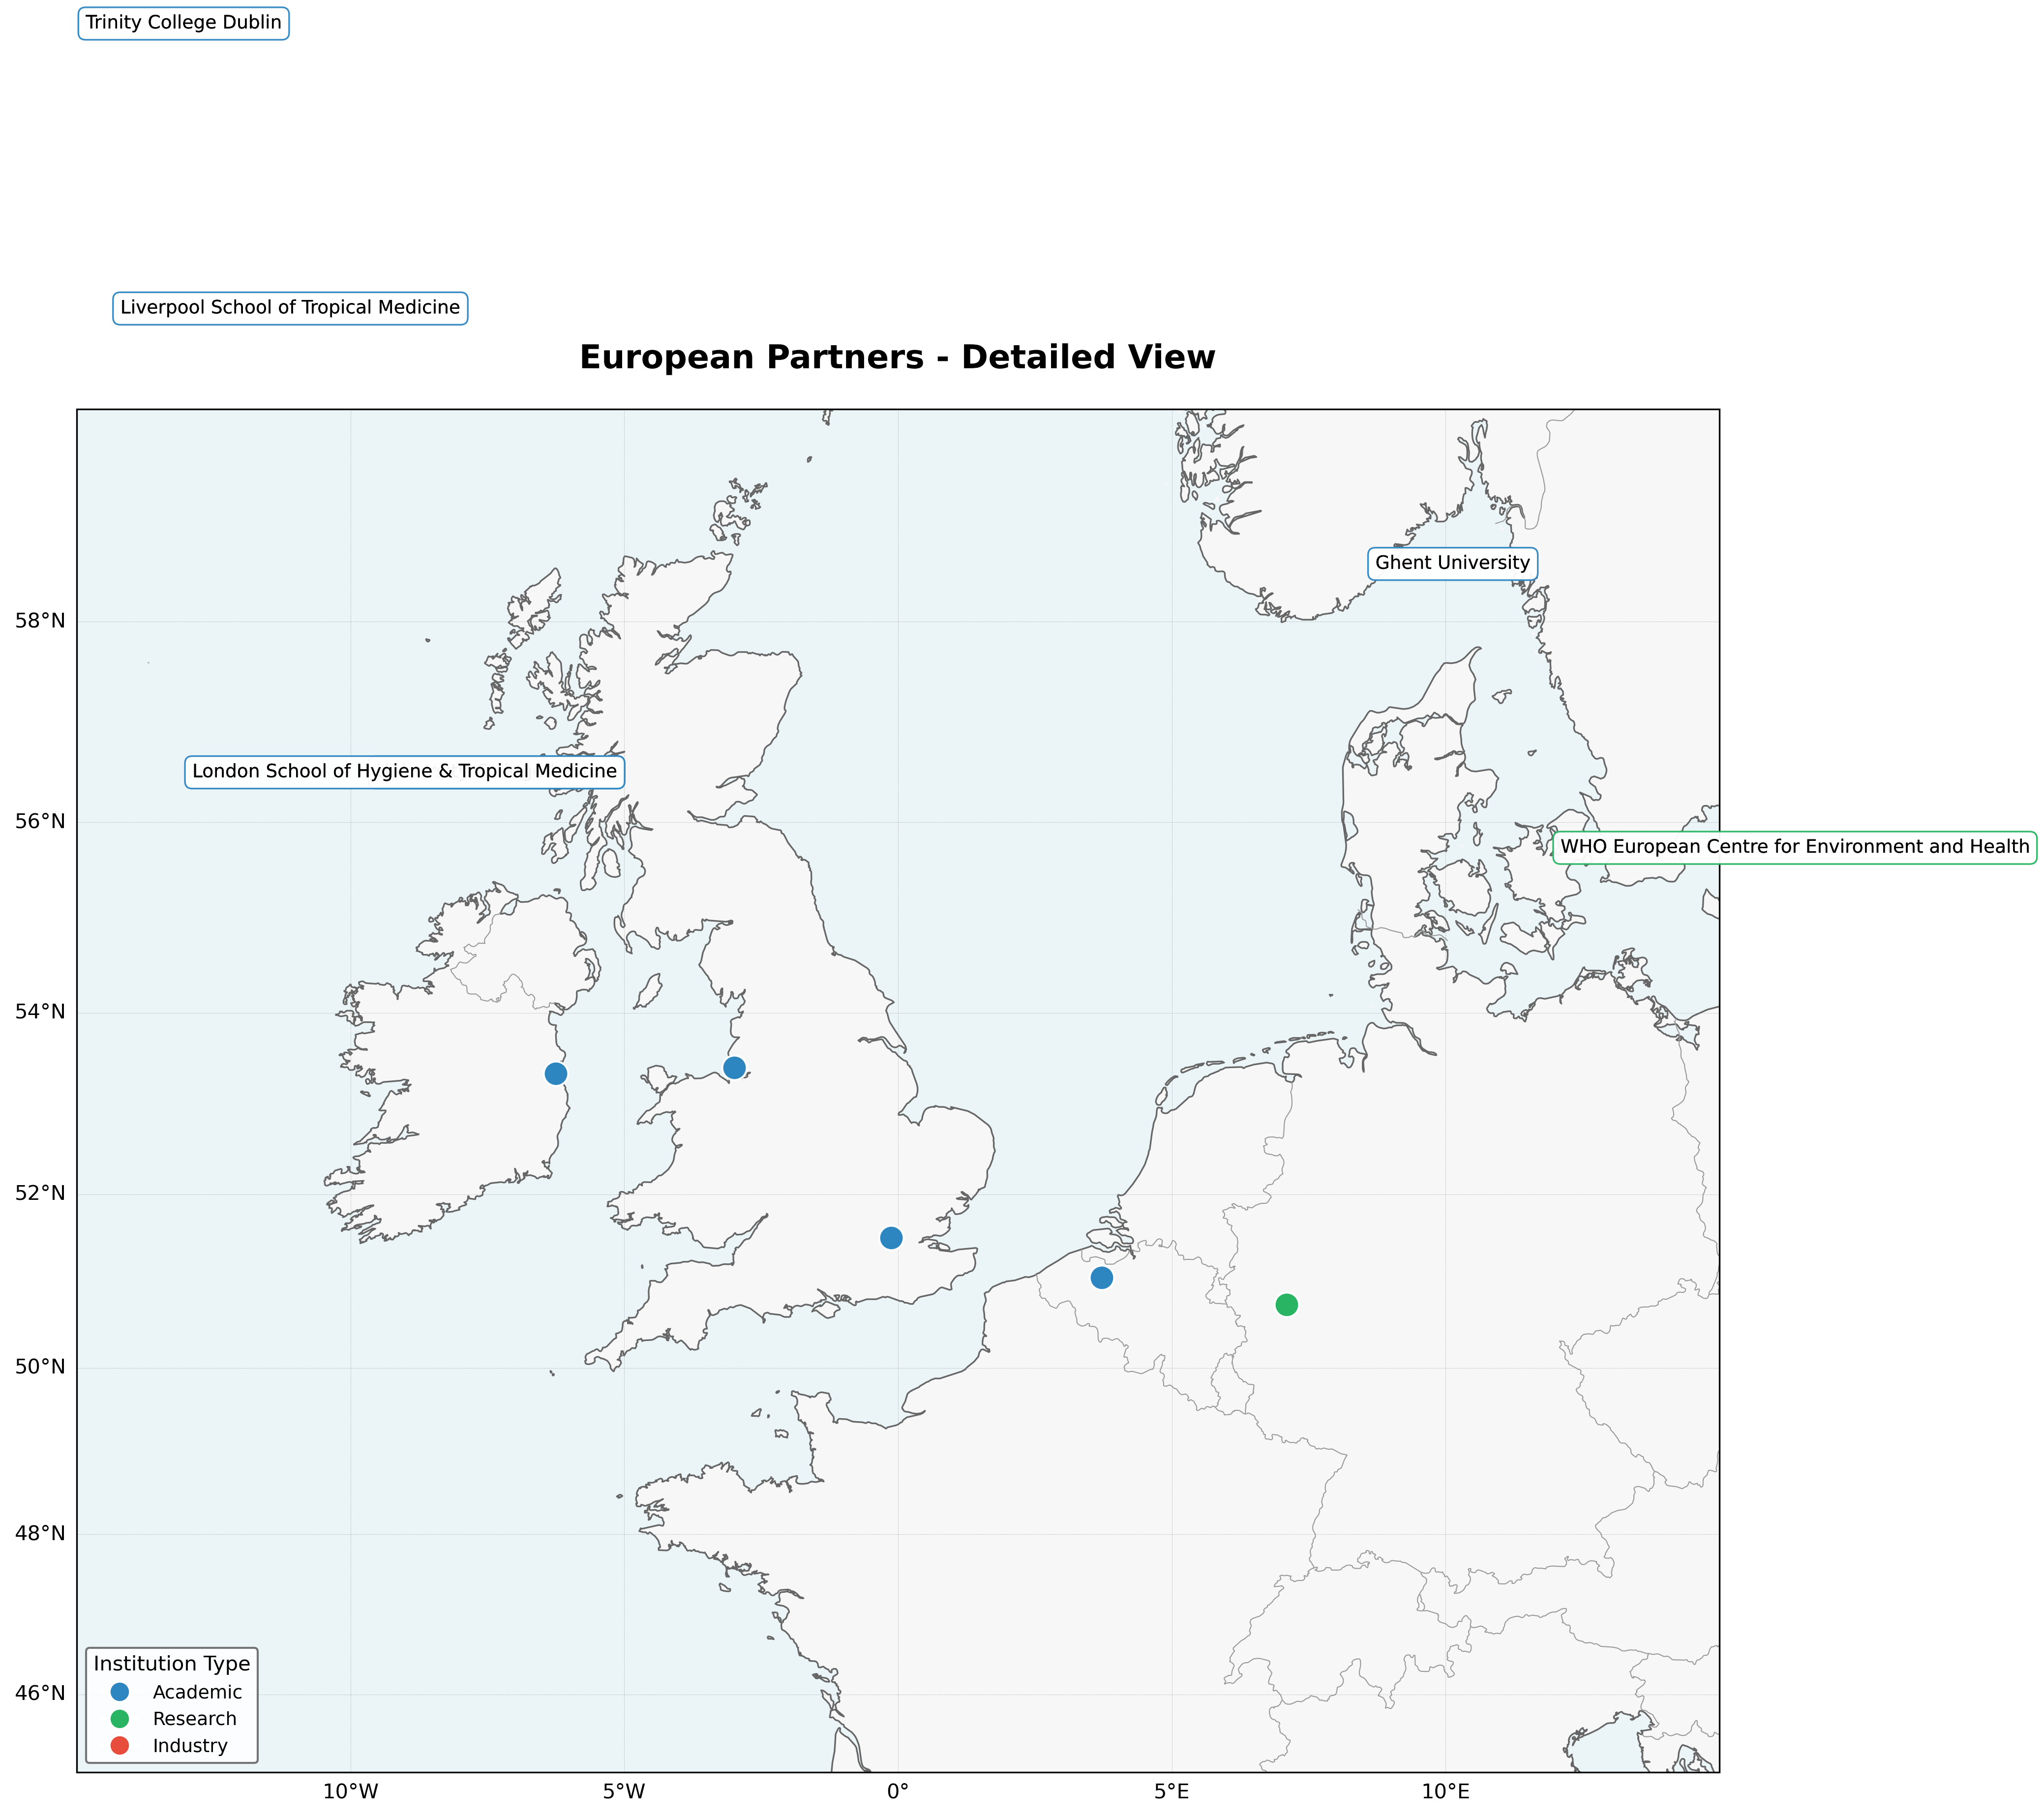 Trinity College Dublin
Liverpool School of Tropical Medicine
European Partners - Detailed View
Ghent University
58°N
London School of Hygiene & Tropical Medicine
56°N
WHO European Centre for Environment and Health
54°N
52°N
50°N
48°N
46°N
Institution Type
Academic
Research
Industry
10°W
5°W
0°
5°E
10°E